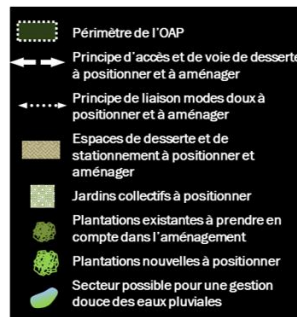 Périmètre de l'OAP
Principe d'accès et de voie de desserte
à positionner et à aménager
Principe de liaison modes doux à
positionner et à aménager
Espaces de desserte et de
stationnement à positionner et
aménager
Jardins collectifs à positionner
Plantations existantes à prendre en
compte dans l'aménagement
Plantations nouvelles à positionner
Secteur possible pour une gestion
douce des eaux pluviales